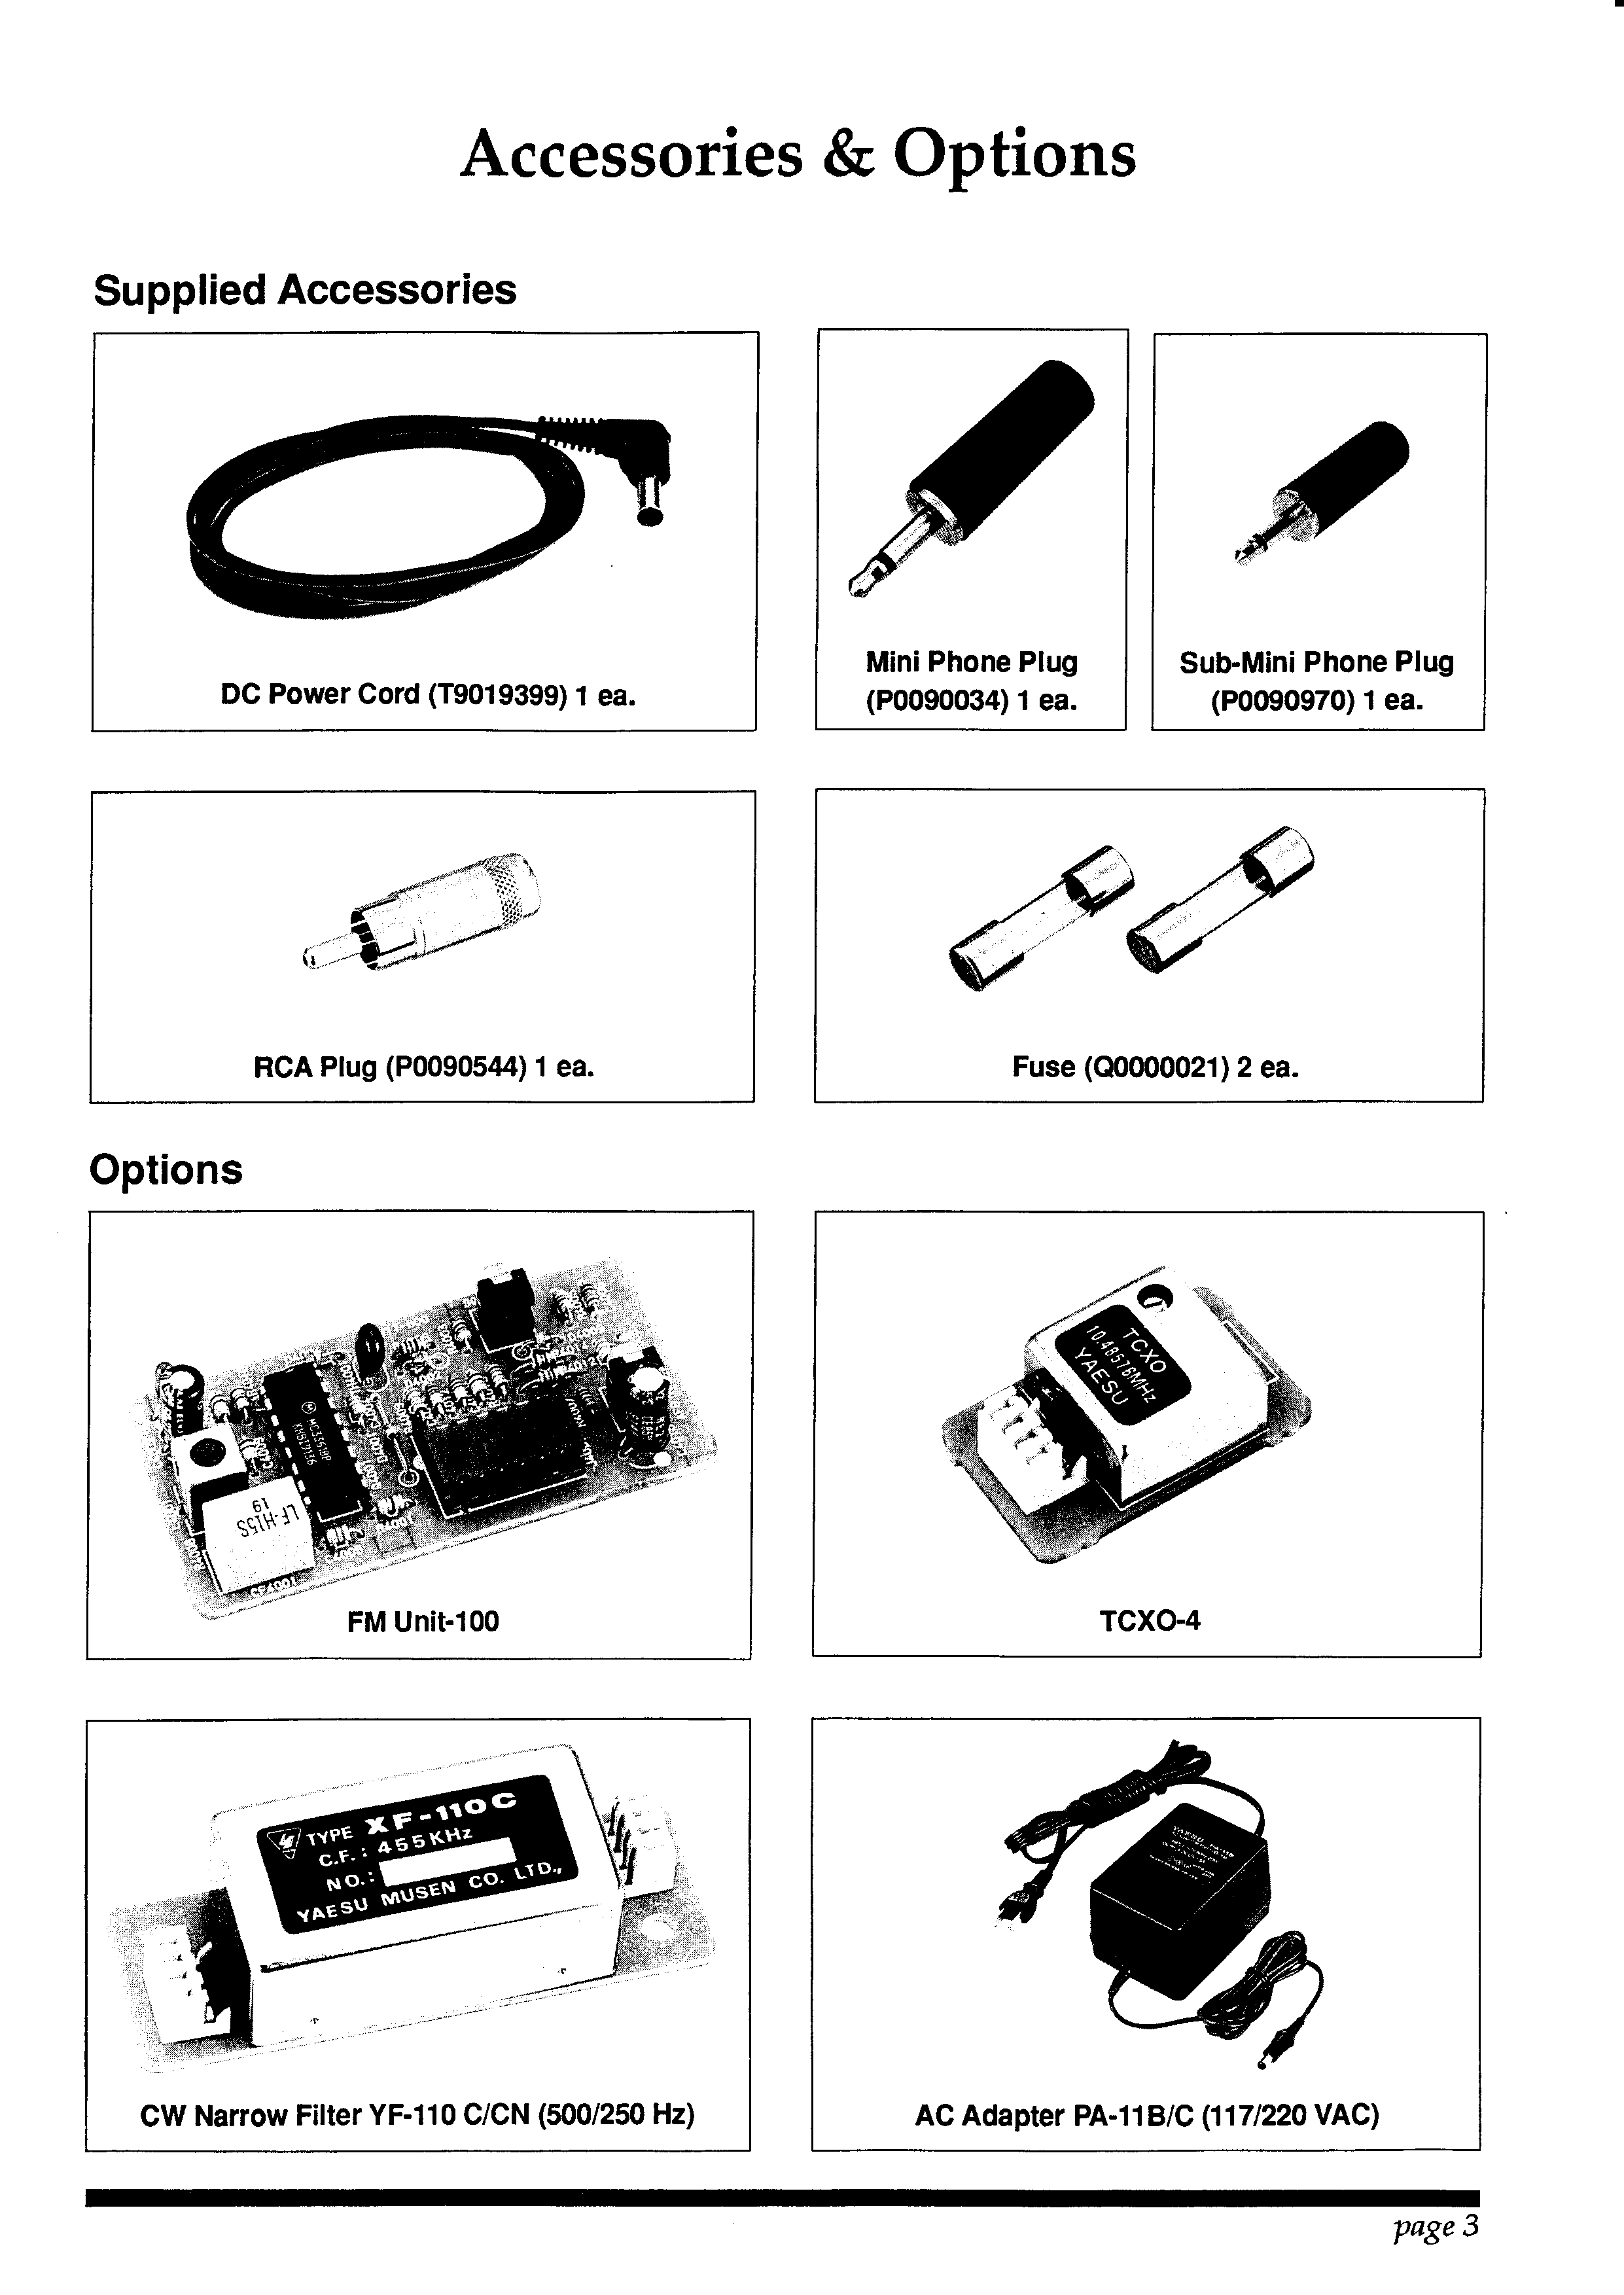 Accessories & Options
Supplied Accessories
DC Power Cord (T9019399) 1 ea.
Mini Phone Plug
(P0090034) 1 ea.
Sub-Mini Phone Plug
(P0090970) 1 ea.
RCA Plug (P0090544) 1 ea.
Fuse (Q0000021) 2 ea.
Options
LF-H15S
19
FM Unit-100
TCXO
10.48576MHz
YAESU
TCXO-4
TYPE XF-110C
C.F.: 455KHz
NO.:
YAESU MUSEN CO. LTD.,
CW Narrow Filter YF-110 C/CN (500/250 Hz)
AC Adapter PA-11B/C (117/220 VAC)
page 3